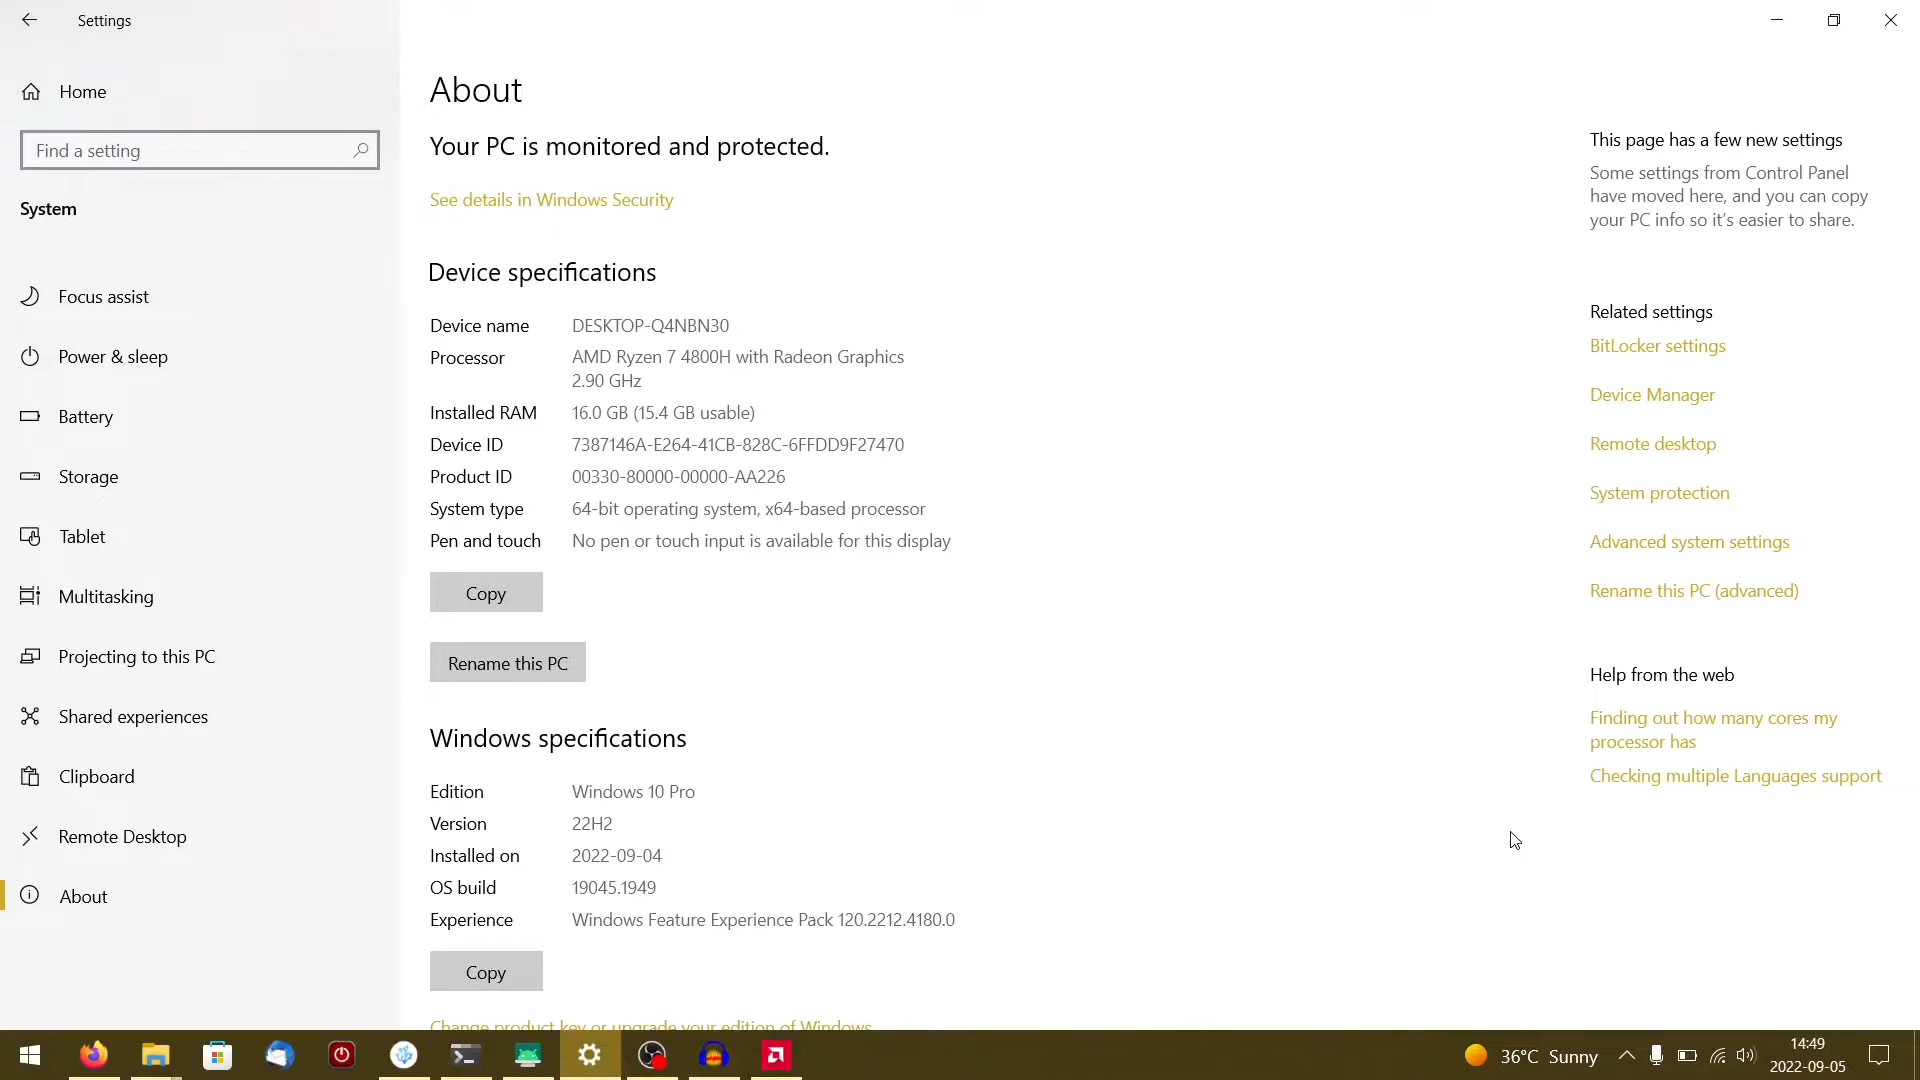 Settings
Home
Find a setting
System
Focus assist
Power & sleep
Battery
Storage
Tablet
Multitasking
Projecting to this PC
Shared experiences
Clipboard
Remote Desktop
About
About
Your PC is monitored and protected.
See details in Windows Security
Device specifications
Device name DESKTOP-Q4NBN30
Processor AMD Ryzen 7 4800H with Radeon Graphics
2.90 GHz
Installed RAM 16.0 GB (15.4 GB usable)
Device ID 7387146A-E264-41CB-828C-6FFDD9F27470
Product ID 00330-80000-00000-AA226
System type 64-bit operating system, x64-based processor
Pen and touch No pen or touch input is available for this display
Copy
Rename this PC
Windows specifications
Edition Windows 10 Pro
Version 22H2
Installed on 2022-09-04
OS build 19045.1949
Experience Windows Feature Experience Pack 120.2212.4180.0
Copy
Change product key or upgrade your edition of Windows
This page has a few new settings
Some settings from Control Panel
have moved here, and you can copy
your PC info so it's easier to share.
Related settings
BitLocker settings
Device Manager
Remote desktop
System protection
Advanced system settings
Rename this PC (advanced)
Help from the web
Finding out how many cores my
processor has
Checking multiple Languages support
36°C Sunny
14:49
2022-09-05